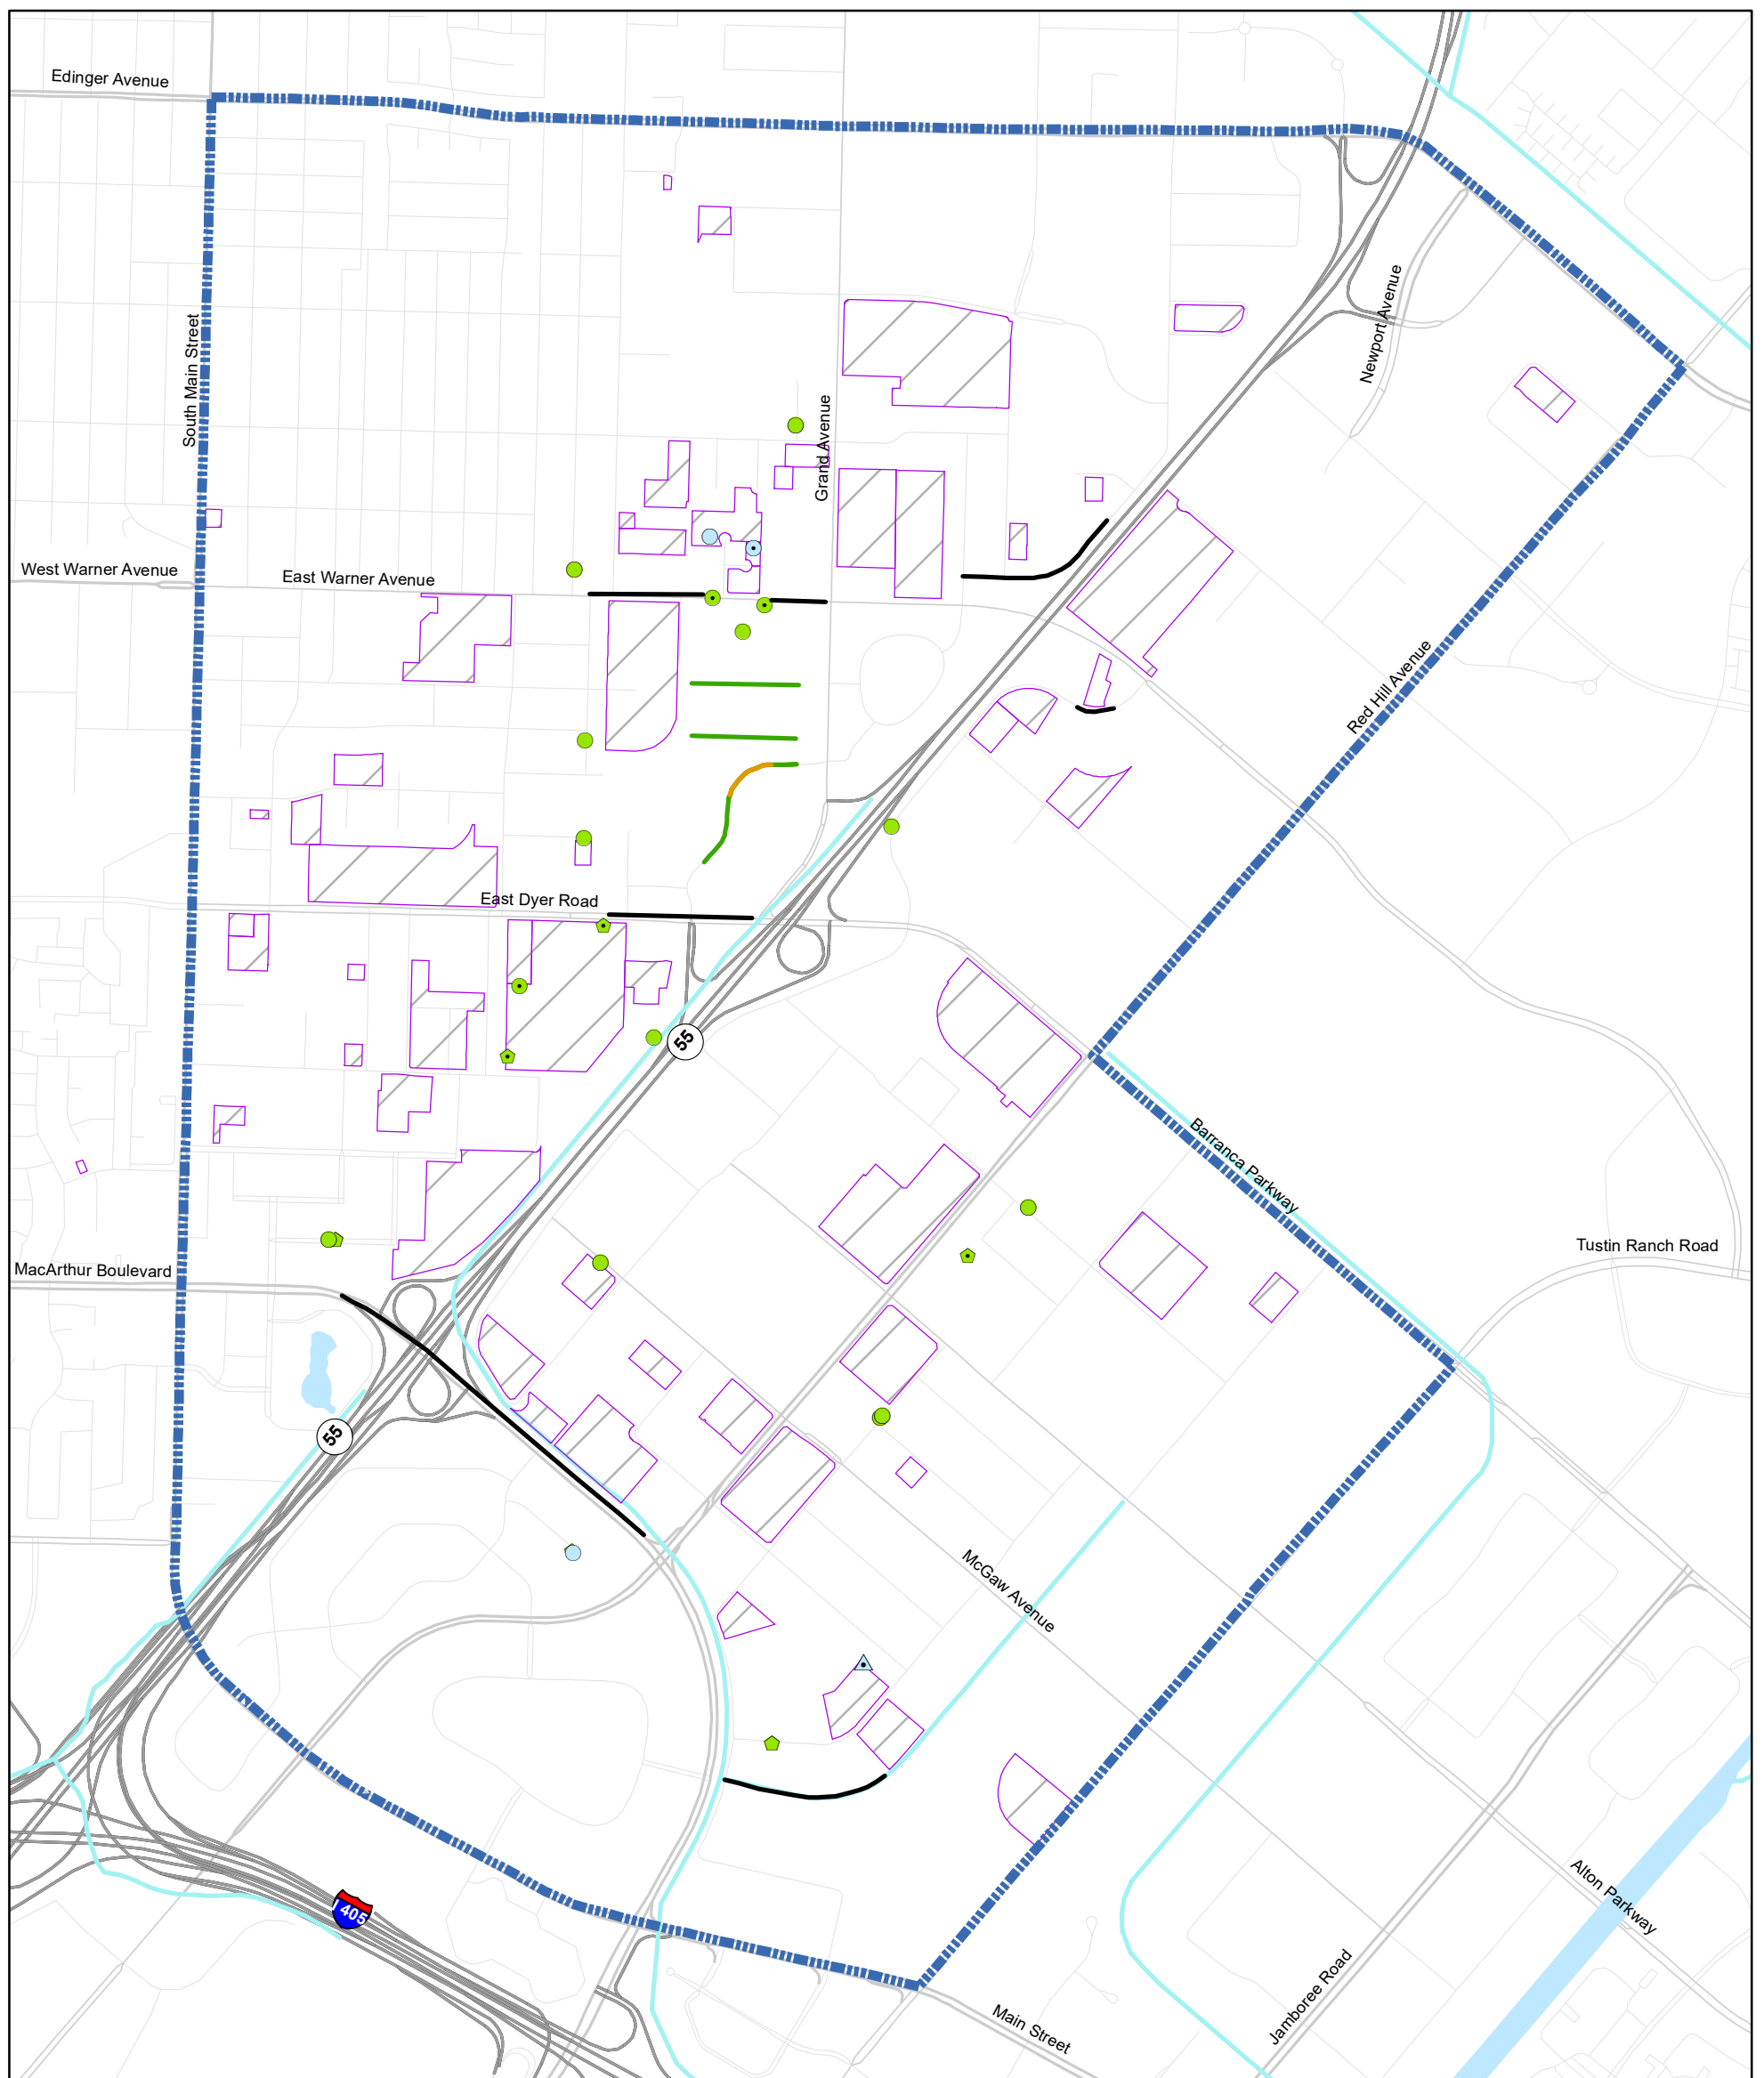 Edinger Avenue
South Main Street
Newport Avenue
Grand Avenue
West Warner Avenue
East Warner Avenue
Red Hill Avenue
East Dyer Road
55
Barranca Parkway
Tustin Ranch Road
MacArthur Boulevard
55
McGaw Avenue
Alton Parkway
405
Jamboree Road
Main Street